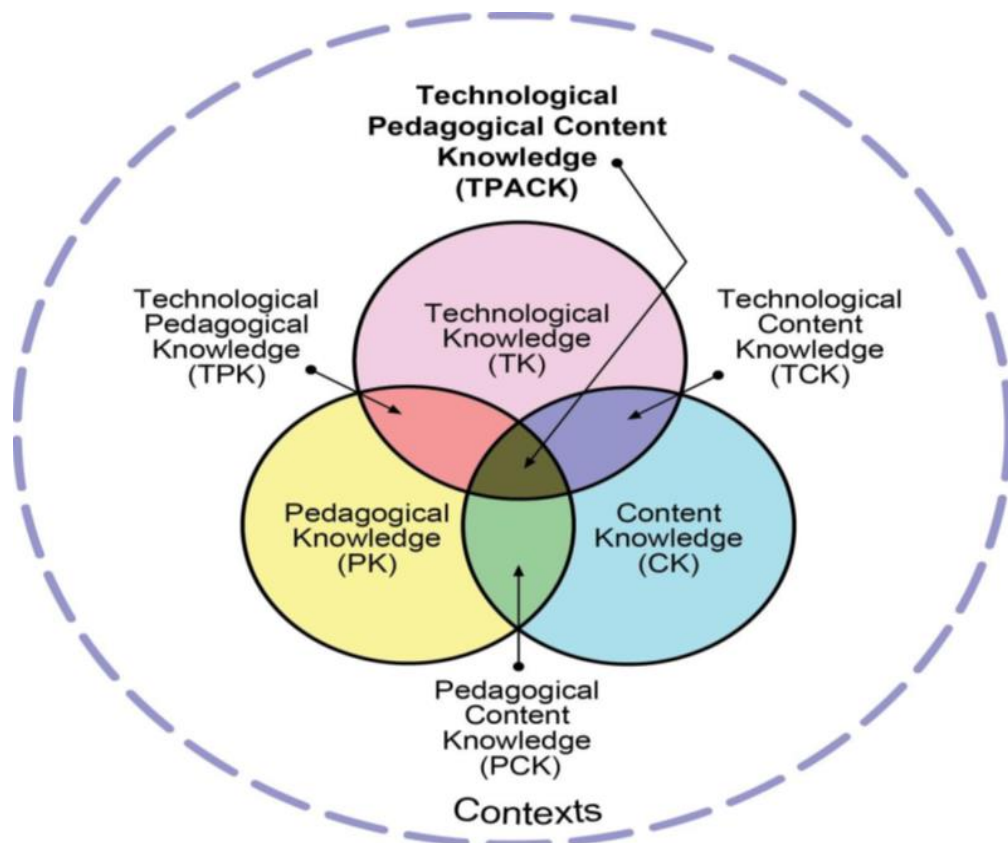 Technological
Pedagogical Content
Knowledge
(TPACK)
Technological
Pedagogical
Knowledge
(TPK)
Technological
Knowledge
(TK)
Technological
Content
Knowledge
(TCK)
Pedagogical
Knowledge
(PK)
Content
Knowledge
(CK)
Pedagogical
Content
Knowledge
(PCK)
Contexts